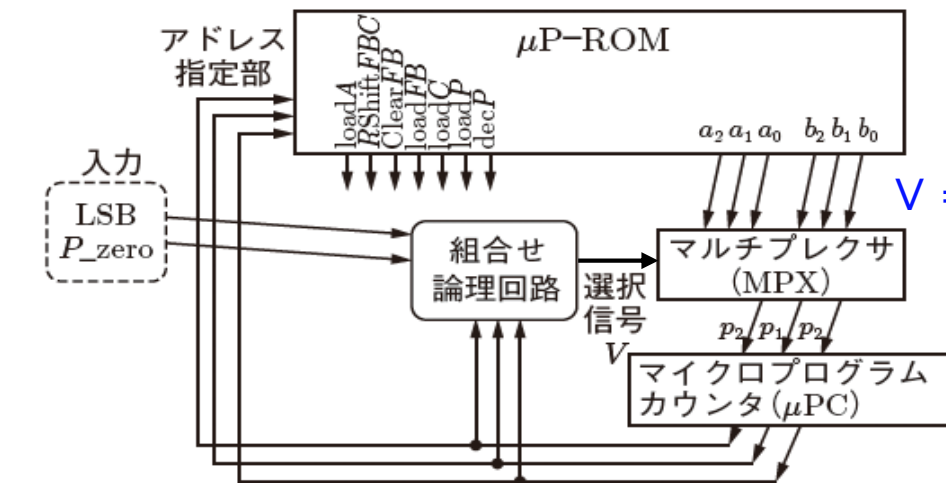 アドレス
指定部
μP-ROM
loadA
RShiftFBC
ClearFB
loadFB
loadC
loadP
decP
a2 a1 a0 b2 b1 b0
入力
LSB
P_zero
組合せ
論理回路
選択
信号
V
V =
マルチプレクサ
(MPX)
p2 p1 p2
マイクロプログラム
カウンタ(μPC)